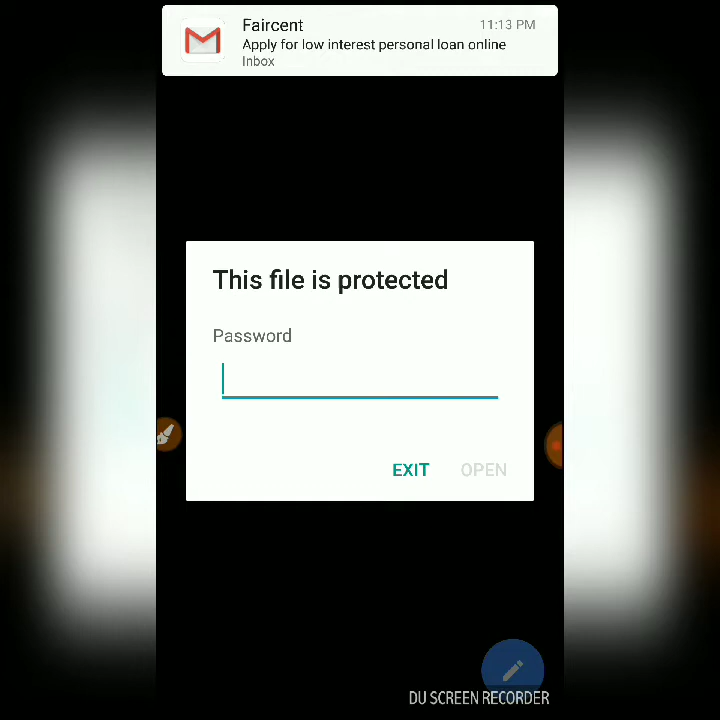 Faircent
11:13 PM
Apply for low interest personal loan online
Inbox
This file is protected
Password
EXIT
OPEN
DU SCREEN RECORDER